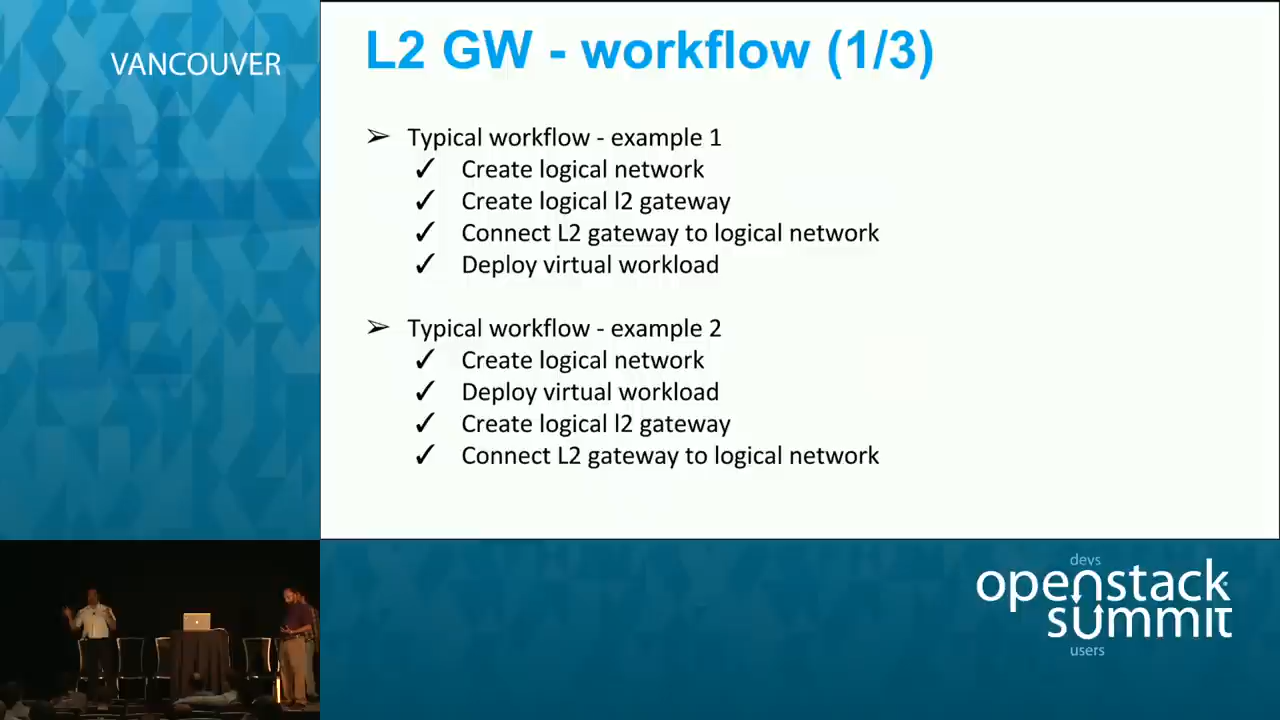 VANCOUVER
L2 GW - workflow (1/3)
➢ Typical workflow - example 1
✓ Create logical network
✓ Create logical l2 gateway
✓ Connect L2 gateway to logical network
✓ Deploy virtual workload
➢ Typical workflow - example 2
✓ Create logical network
✓ Deploy virtual workload
✓ Create logical l2 gateway
✓ Connect L2 gateway to logical network
devs
openstack
summit
users